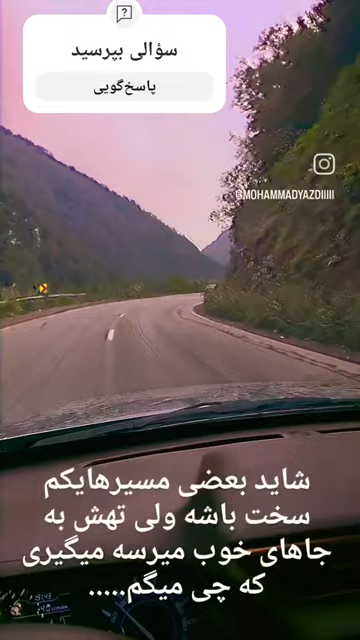 سؤالی بپرسید
پاسخ‌گویی
@MOHAMMADYAZDIIIII
شاید بعضی مسیرهایکم
سخت باشه ولی تهش به
جاهای خوب میرسه میگیری
که چی میگم.....